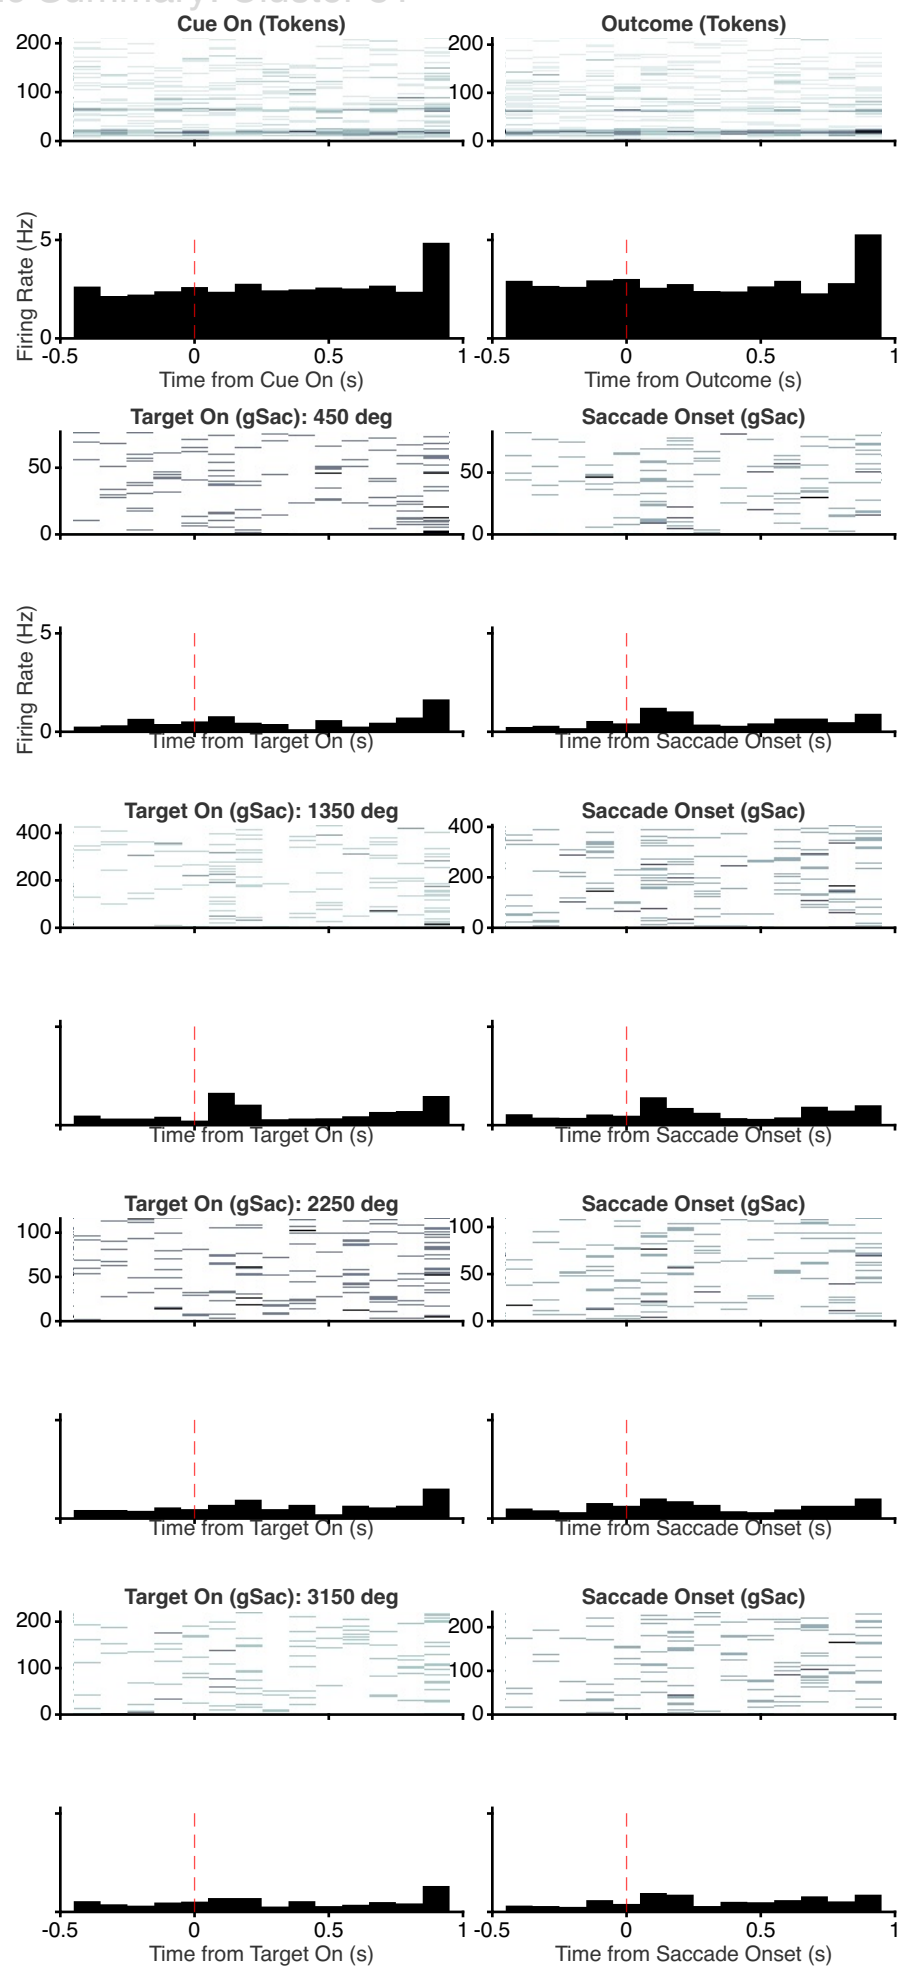 Summary: Cluster
Cue On (Tokens)
Outcome (Tokens)
200
100
0
200
100
0
Firing Rate (Hz)
5
0
-0.5
0
0.5
1
-0.5
0
0.5
1
Time from Cue On (s)
Time from Outcome (s)
Target On (gSac): 450 deg
Saccade Onset (gSac)
50
0
50
0
Firing Rate (Hz)
5
0
Time from Target On (s)
Time from Saccade Onset (s)
Target On (gSac): 1350 deg
Saccade Onset (gSac)
400
200
0
400
200
0
Time from Target On (s)
Time from Saccade Onset (s)
Target On (gSac): 2250 deg
Saccade Onset (gSac)
100
50
0
100
50
0
Time from Target On (s)
Time from Saccade Onset (s)
Target On (gSac): 3150 deg
Saccade Onset (gSac)
200
100
0
200
100
0
-0.5
0
0.5
1
-0.5
0
0.5
1
Time from Target On (s)
Time from Saccade Onset (s)